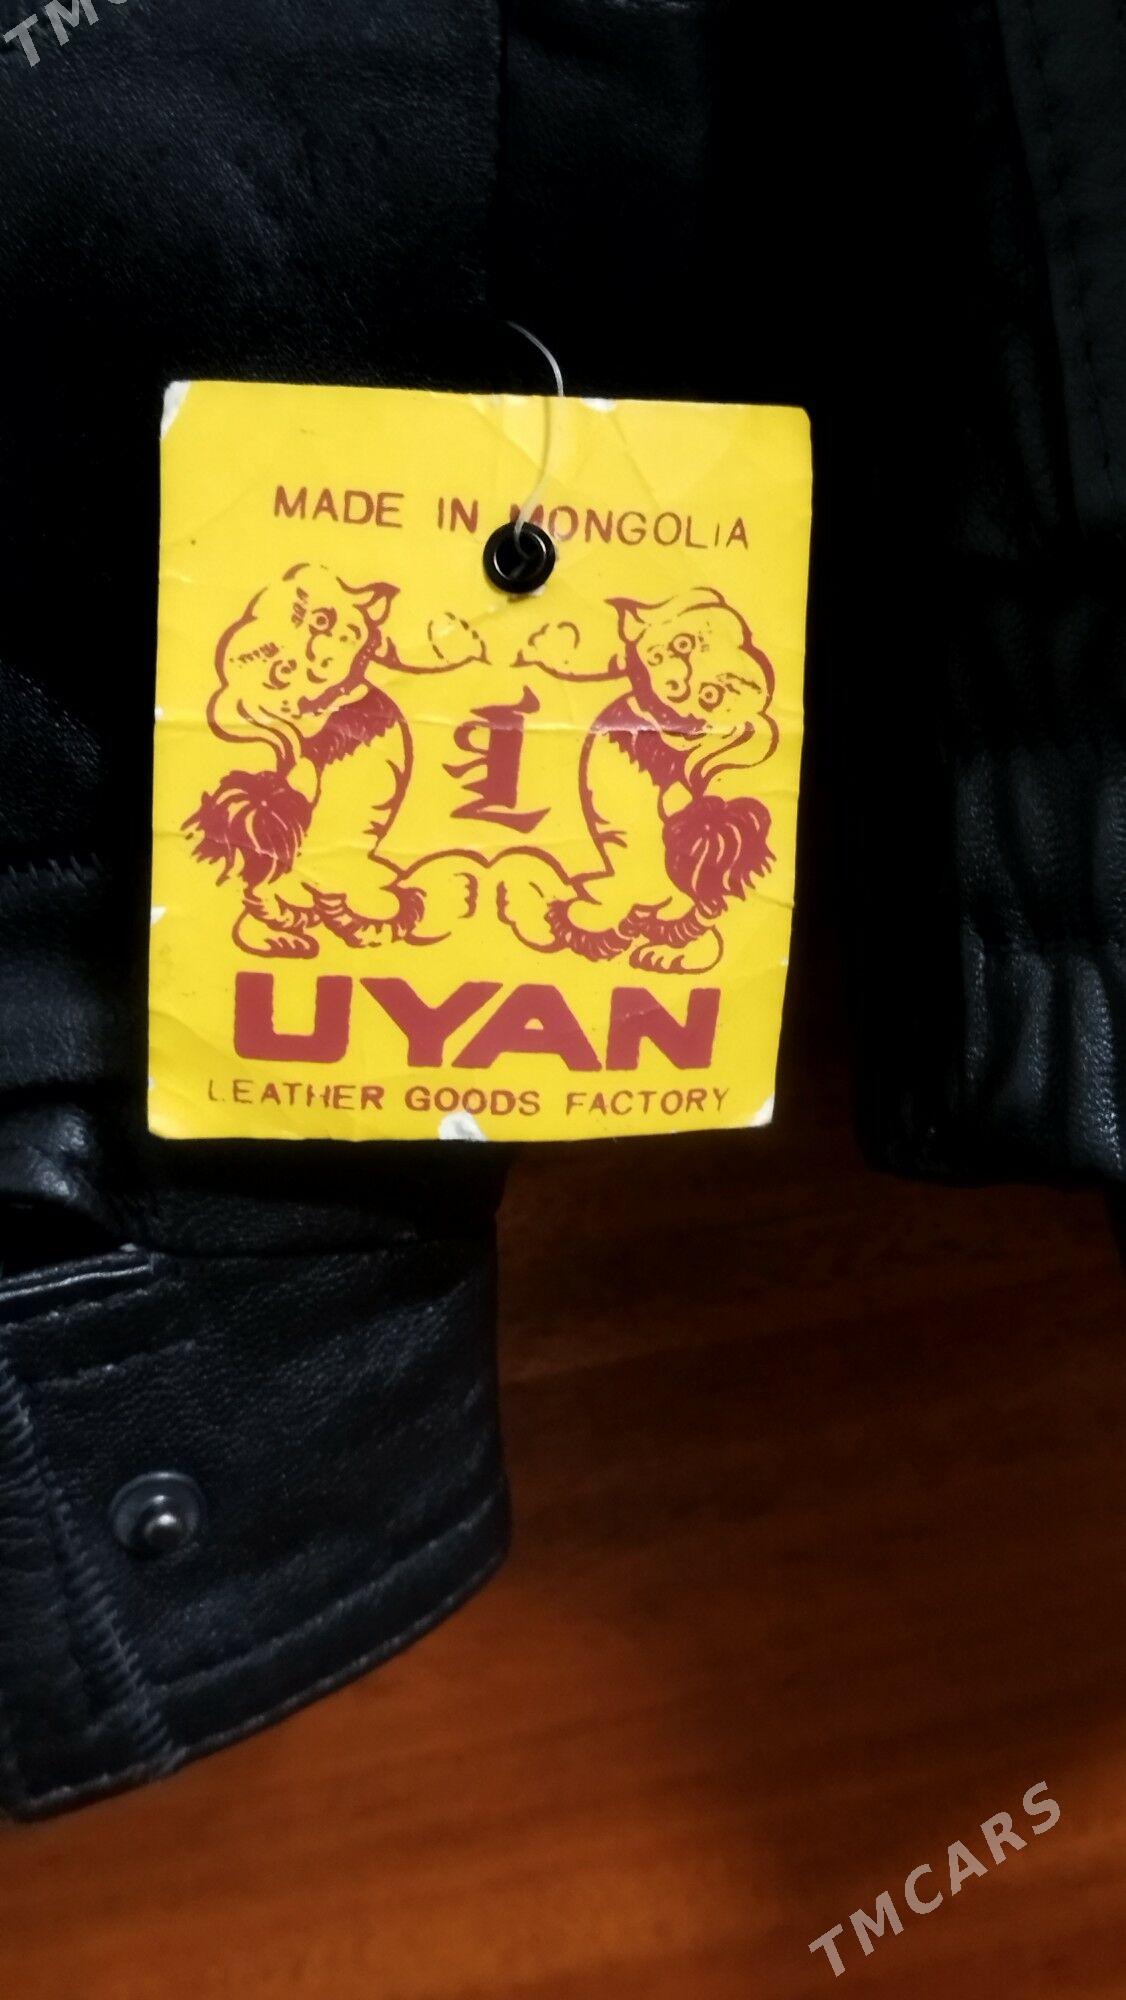 MADE IN MONGOLIA
UYAN
LEATHER GOODS FACTORY
TMCARS